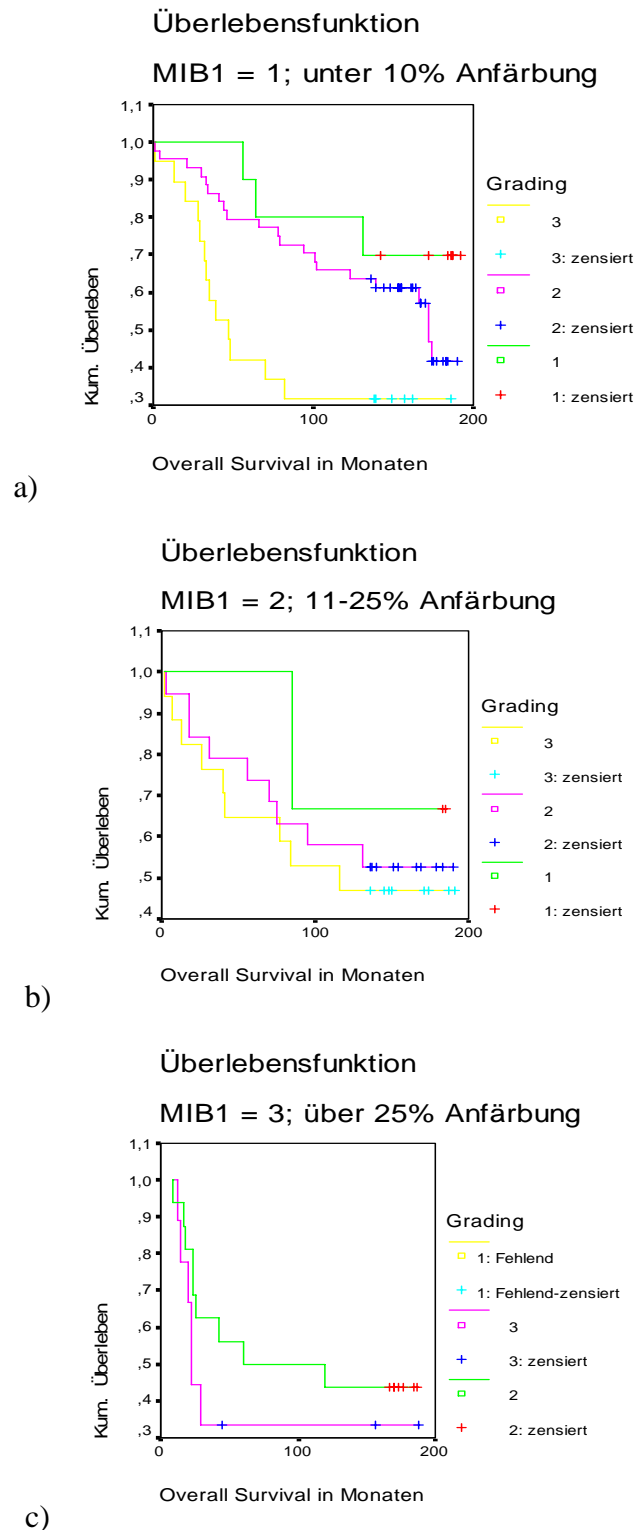 Überlebensfunktion
MIB1 = 1; unter 10% Anfärbung
1,1
1,0
,9
,8
,7
,6
,5
,4
,3
0
100
200
Kum. Überleben
Overall Survival in Monaten
Grading
3
3: zensiert
2
2: zensiert
1
1: zensiert
a)
Überlebensfunktion
MIB1 = 2; 11-25% Anfärbung
1,1
1,0
,9
,8
,7
,6
,5
,4
0
100
200
Kum. Überleben
Overall Survival in Monaten
Grading
3
3: zensiert
2
2: zensiert
1
1: zensiert
b)
Überlebensfunktion
MIB1 = 3; über 25% Anfärbung
1,1
1,0
,9
,8
,7
,6
,5
,4
,3
0
100
200
Kum. Überleben
Overall Survival in Monaten
Grading
1: Fehlend
1: Fehlend-zensiert
3
3: zensiert
2
2: zensiert
c)